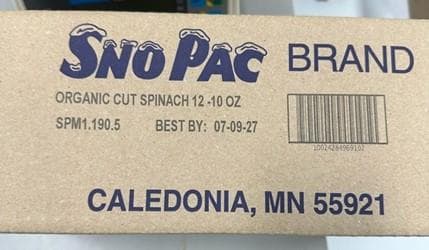 SNO PAC BRAND
ORGANIC CUT SPINACH 12 -10 OZ
SPM1.190.5 BEST BY: 07-09-27
10024284969102
CALEDONIA, MN 55921